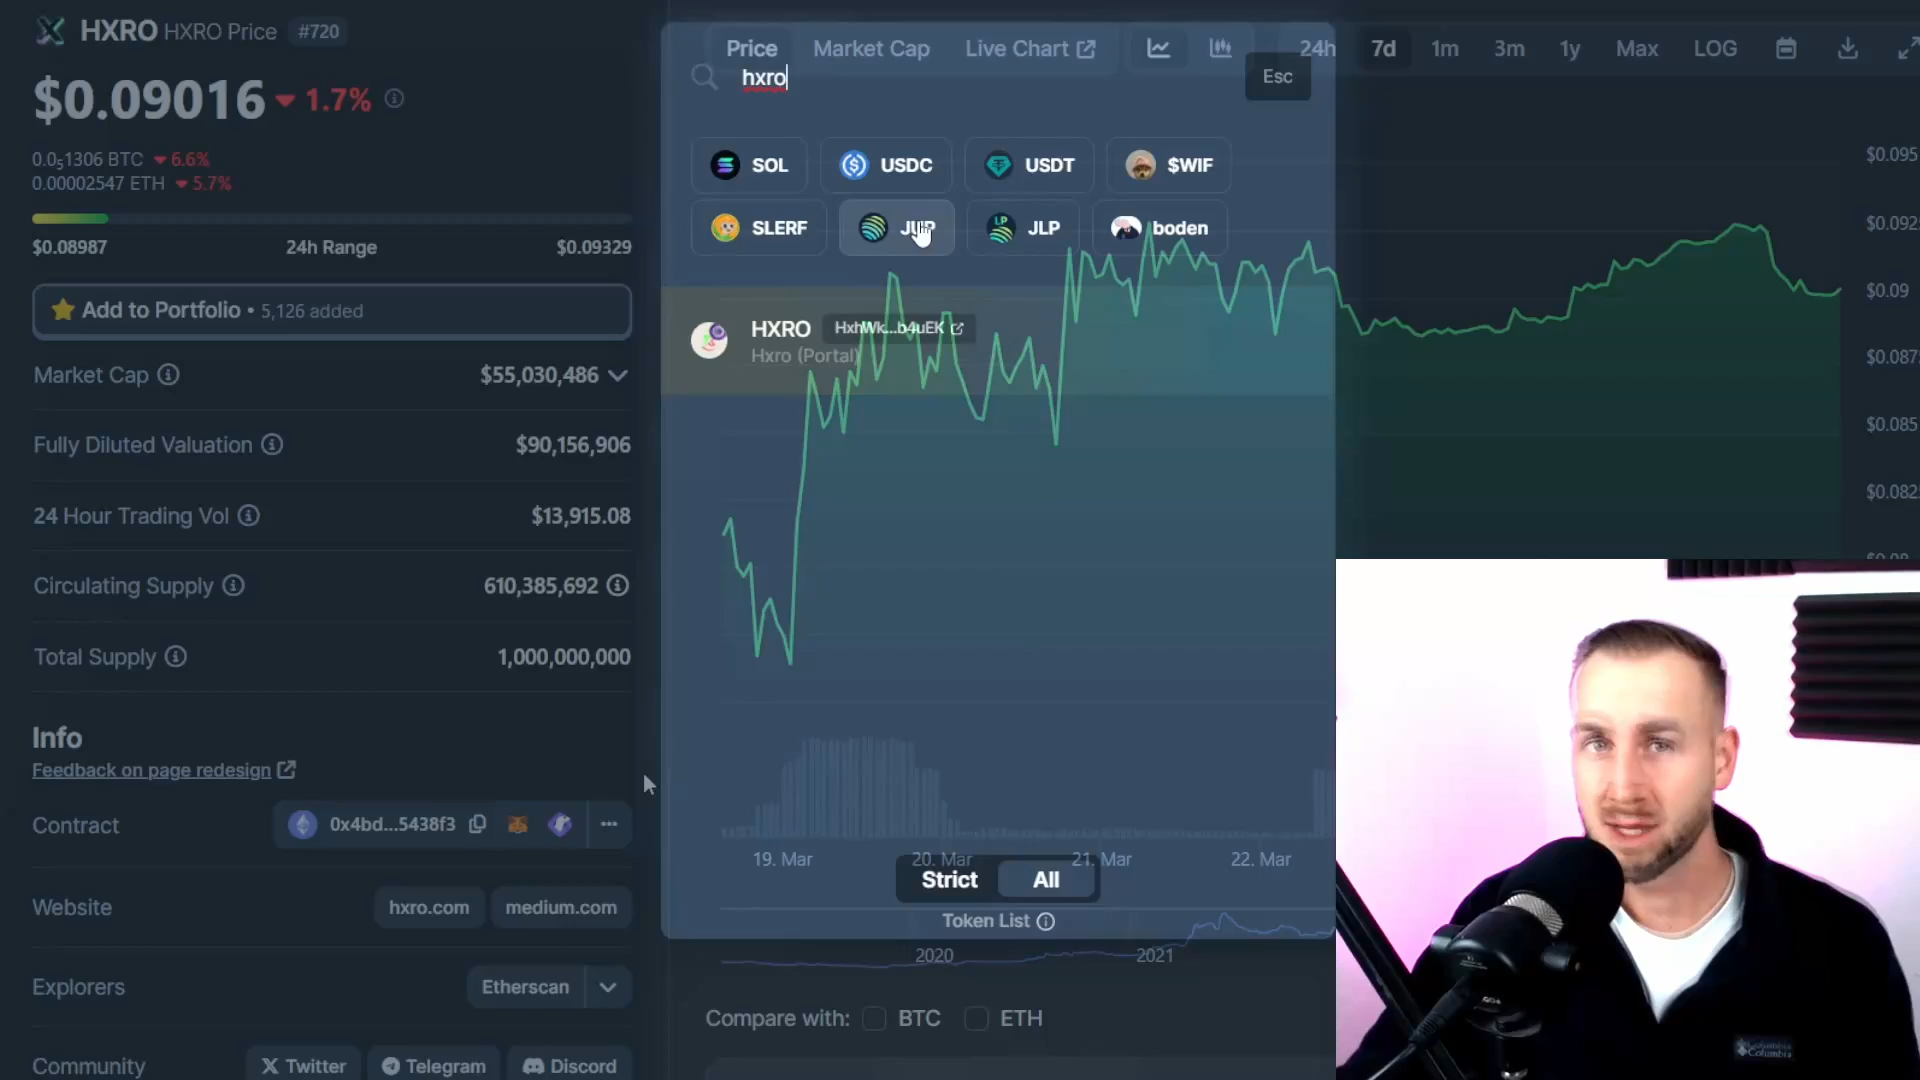 HXRO HXRO Price #720
$0.09016 1.7%
0.0₅1306 BTC 6.6%
0.00002547 ETH 5.7%
$0.08987 24h Range $0.09329
Add to Portfolio • 5,126 added
Market Cap $55,030,486
Fully Diluted Valuation $90,156,906
24 Hour Trading Vol $13,915.08
Circulating Supply 610,385,692
Total Supply 1,000,000,000
Info
Feedback on page redesign
Contract 0x4bd...5438f3
Website hxro.com medium.com
Explorers Etherscan
Community Twitter Telegram Discord
Price Market Cap Live Chart 24h 7d 1m 3m 1y Max LOG
hxro Esc
SOL USDC USDT $WIF
SLERF JUP JLP boden
HXRO HxhWk...b4uEK
Hxro (Portal)
$0.095
$0.092
$0.09
$0.087
$0.085
$0.082
19. Mar 20. Mar 21. Mar 22. Mar
Strict All
Token List
2020 2021
Compare with: BTC ETH
Columbia